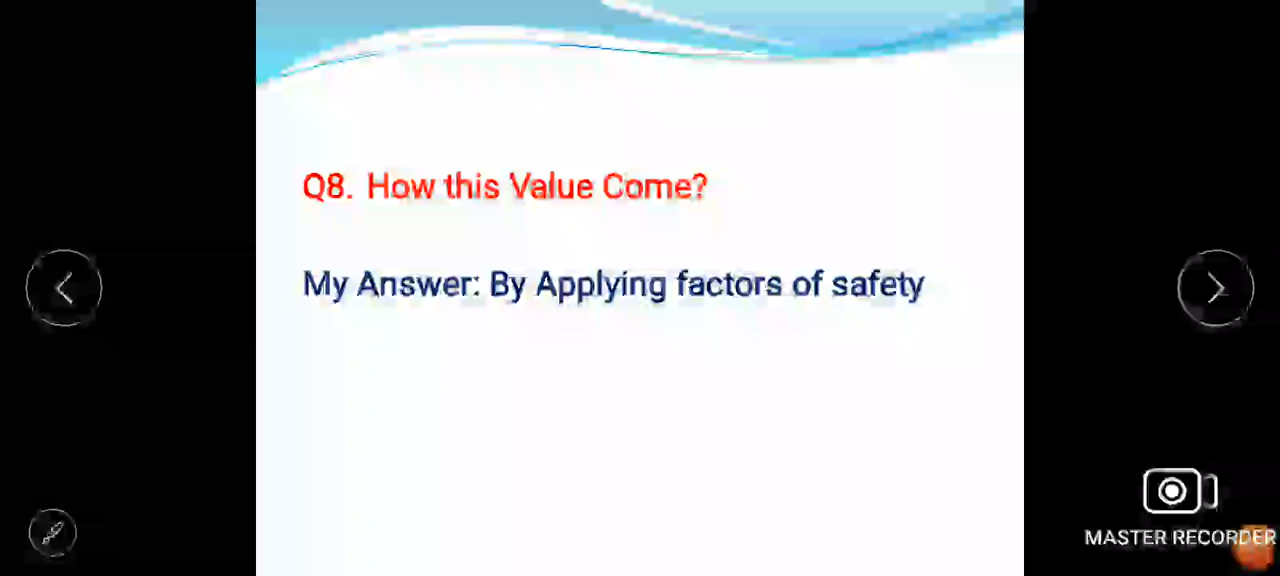 Q8. How this Value Come?
My Answer: By Applying factors of safety
MASTER RECORDER